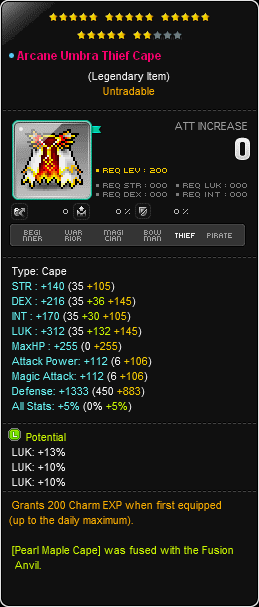 Arcane Umbra Thief Cape
(Legendary Item)
Untradable
ATT INCREASE
0
REQ LEV : 200
REQ STR : 000 REQ LUK : 000
REQ DEX : 000 REQ INT : 000
0 0 % 0 %
BEGINNER WARRIOR MAGICIAN BOWMAN THIEF PIRATE
Type: Cape
STR : +140 (35 +105)
DEX : +216 (35 +36 +145)
INT : +170 (35 +30 +105)
LUK : +312 (35 +132 +145)
MaxHP : +255 (0 +255)
Attack Power: +112 (6 +106)
Magic Attack: +112 (6 +106)
Defense: +1333 (450 +883)
All Stats: +5% (0% +5%)
L Potential
LUK: +13%
LUK: +10%
LUK: +10%
Grants 200 Charm EXP when first equipped
(up to the daily maximum).
[Pearl Maple Cape] was fused with the Fusion
Anvil.